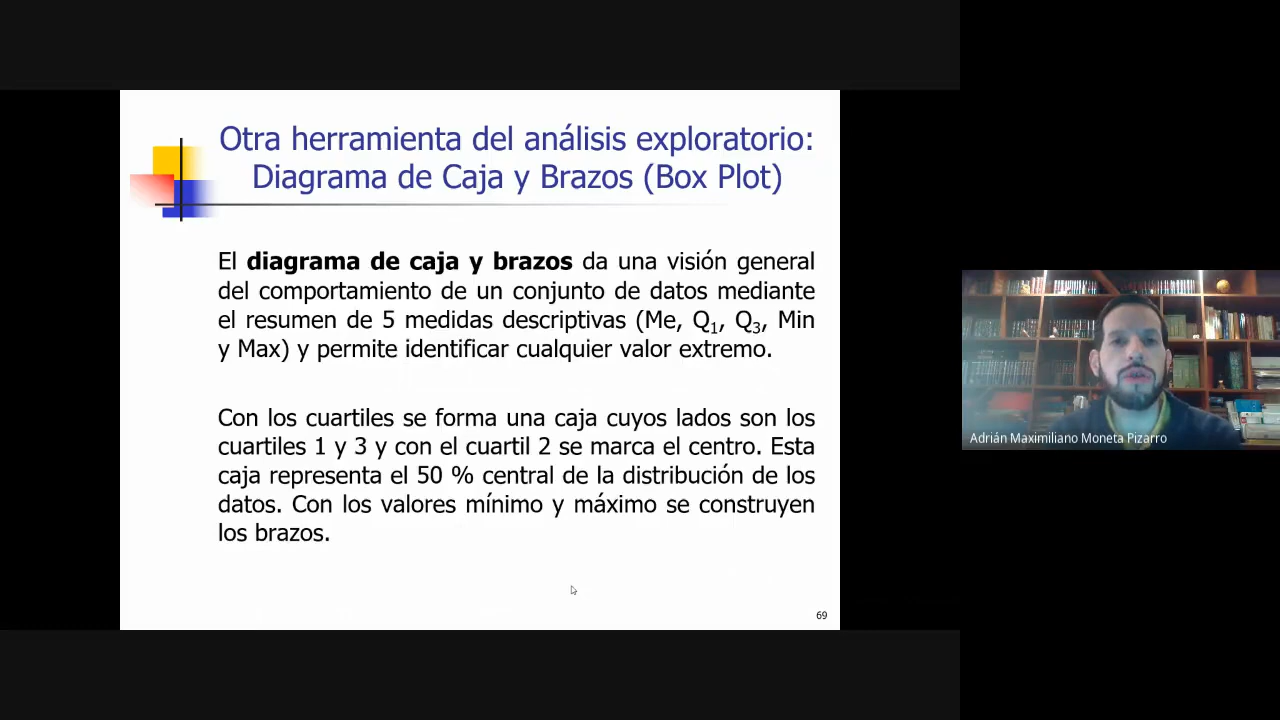 Otra herramienta del análisis exploratorio:
Diagrama de Caja y Brazos (Box Plot)
El diagrama de caja y brazos da una visión general
del comportamiento de un conjunto de datos mediante
el resumen de 5 medidas descriptivas (Me, Q1, Q3, Min
y Max) y permite identificar cualquier valor extremo.
Con los cuartiles se forma una caja cuyos lados son los
cuartiles 1 y 3 y con el cuartil 2 se marca el centro. Esta
caja representa el 50 % central de la distribución de los
datos. Con los valores mínimo y máximo se construyen
los brazos.
69
Adrián Maximiliano Moneta Pizarro